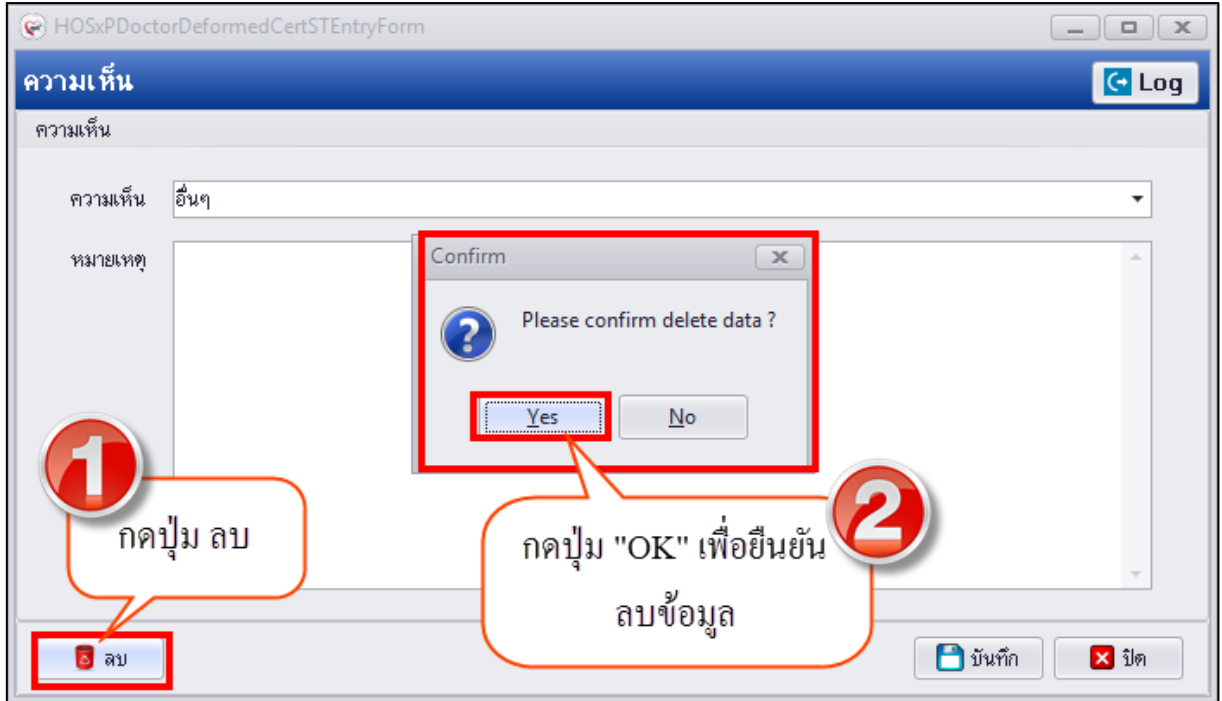 HOSxPDoctorDeformedCertSTEntryForm
ความเห็น
Log
ความเห็น
ความเห็น
อื่นๆ
หมายเหตุ
Confirm
Please confirm delete data ?
Yes
No
1
กดปุ่ม ลบ
2
กดปุ่ม "OK" เพื่อยืนยัน
ลบข้อมูล
ลบ
บันทึก
ปิด